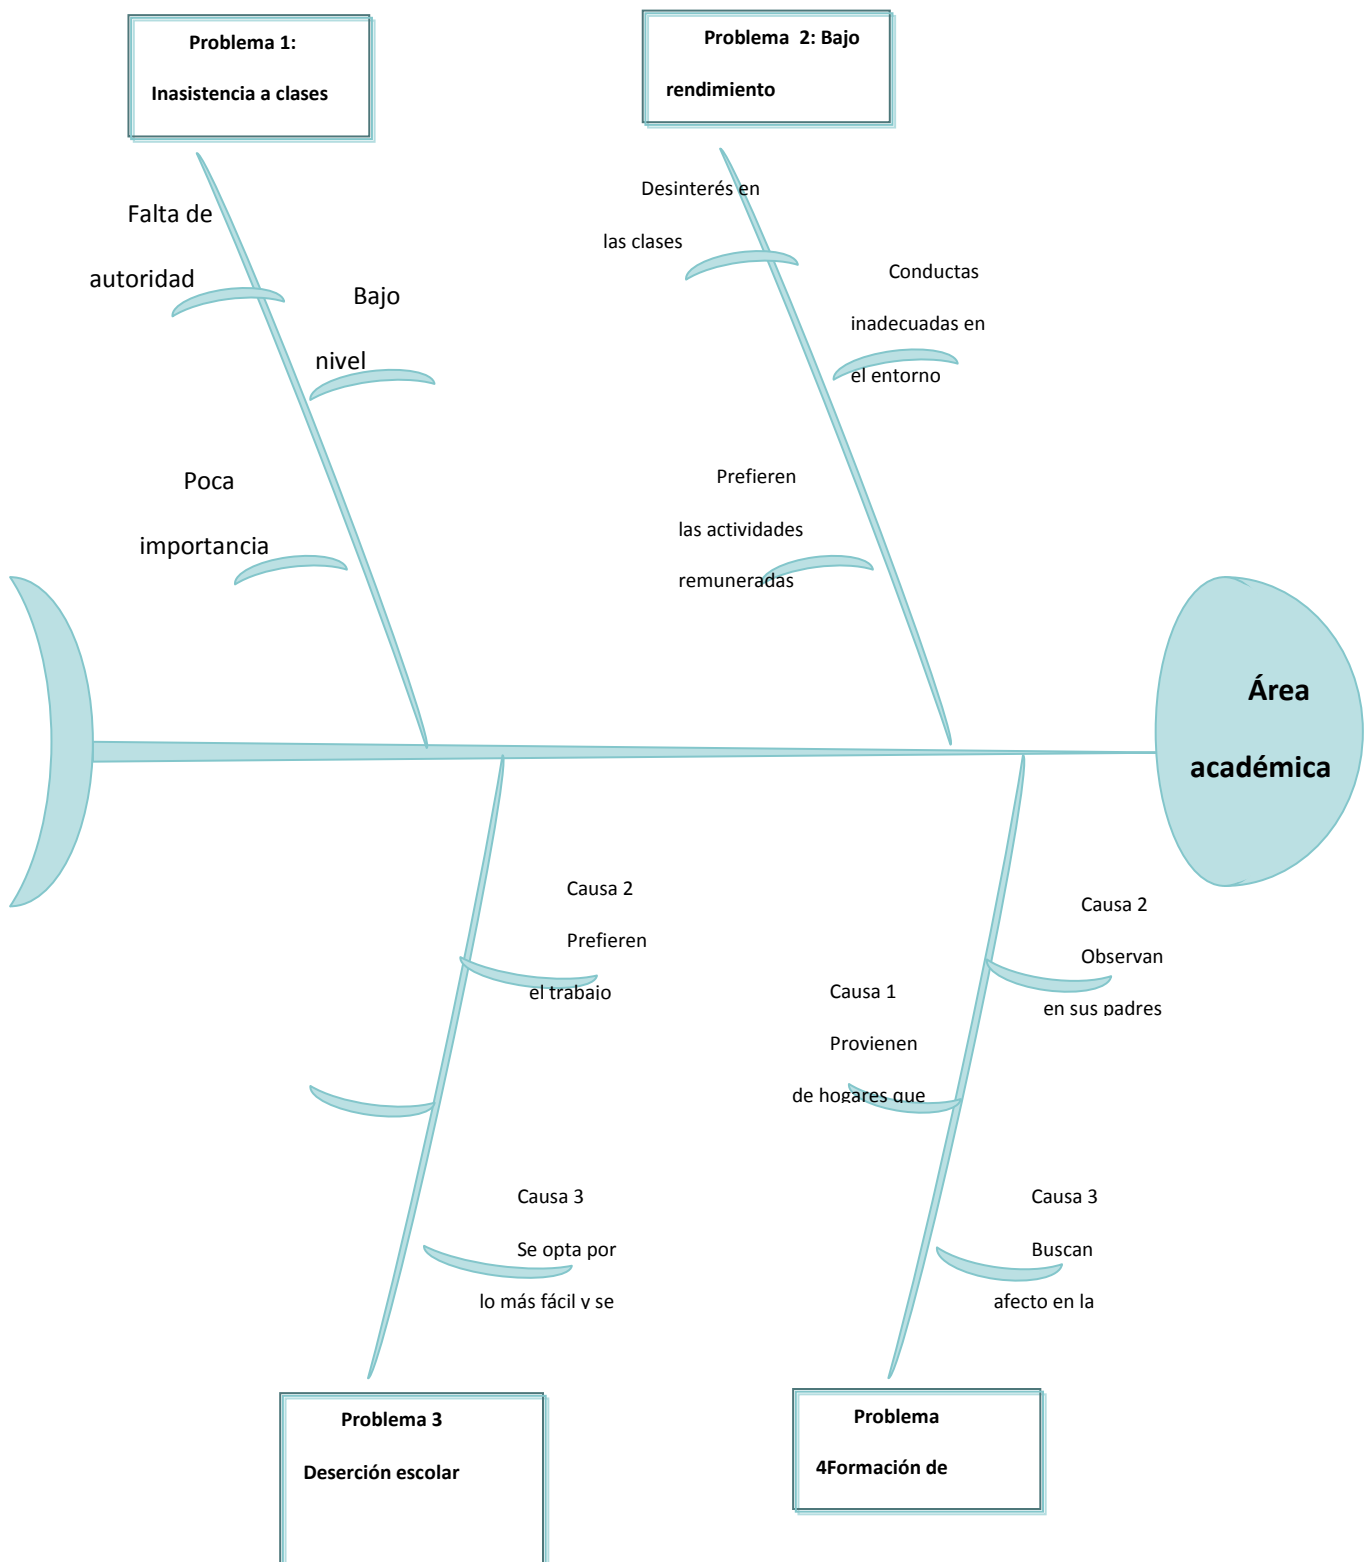 Problema 1:
Inasistencia a clases
Problema 2: Bajo
rendimiento
Falta de
autoridad
Bajo
nivel
Poca
importancia
Desinterés en
las clases
Conductas
inadecuadas en
el entorno
Prefieren
las actividades
remuneradas
Área
académica
Causa 2
Prefieren
el trabajo
Causa 3
Se opta por
lo más fácil y se
Causa 2
Observan
en sus padres
Causa 1
Provienen
de hogares que
Causa 3
Buscan
afecto en la
Problema 3
Deserción escolar
Problema
4Formación de